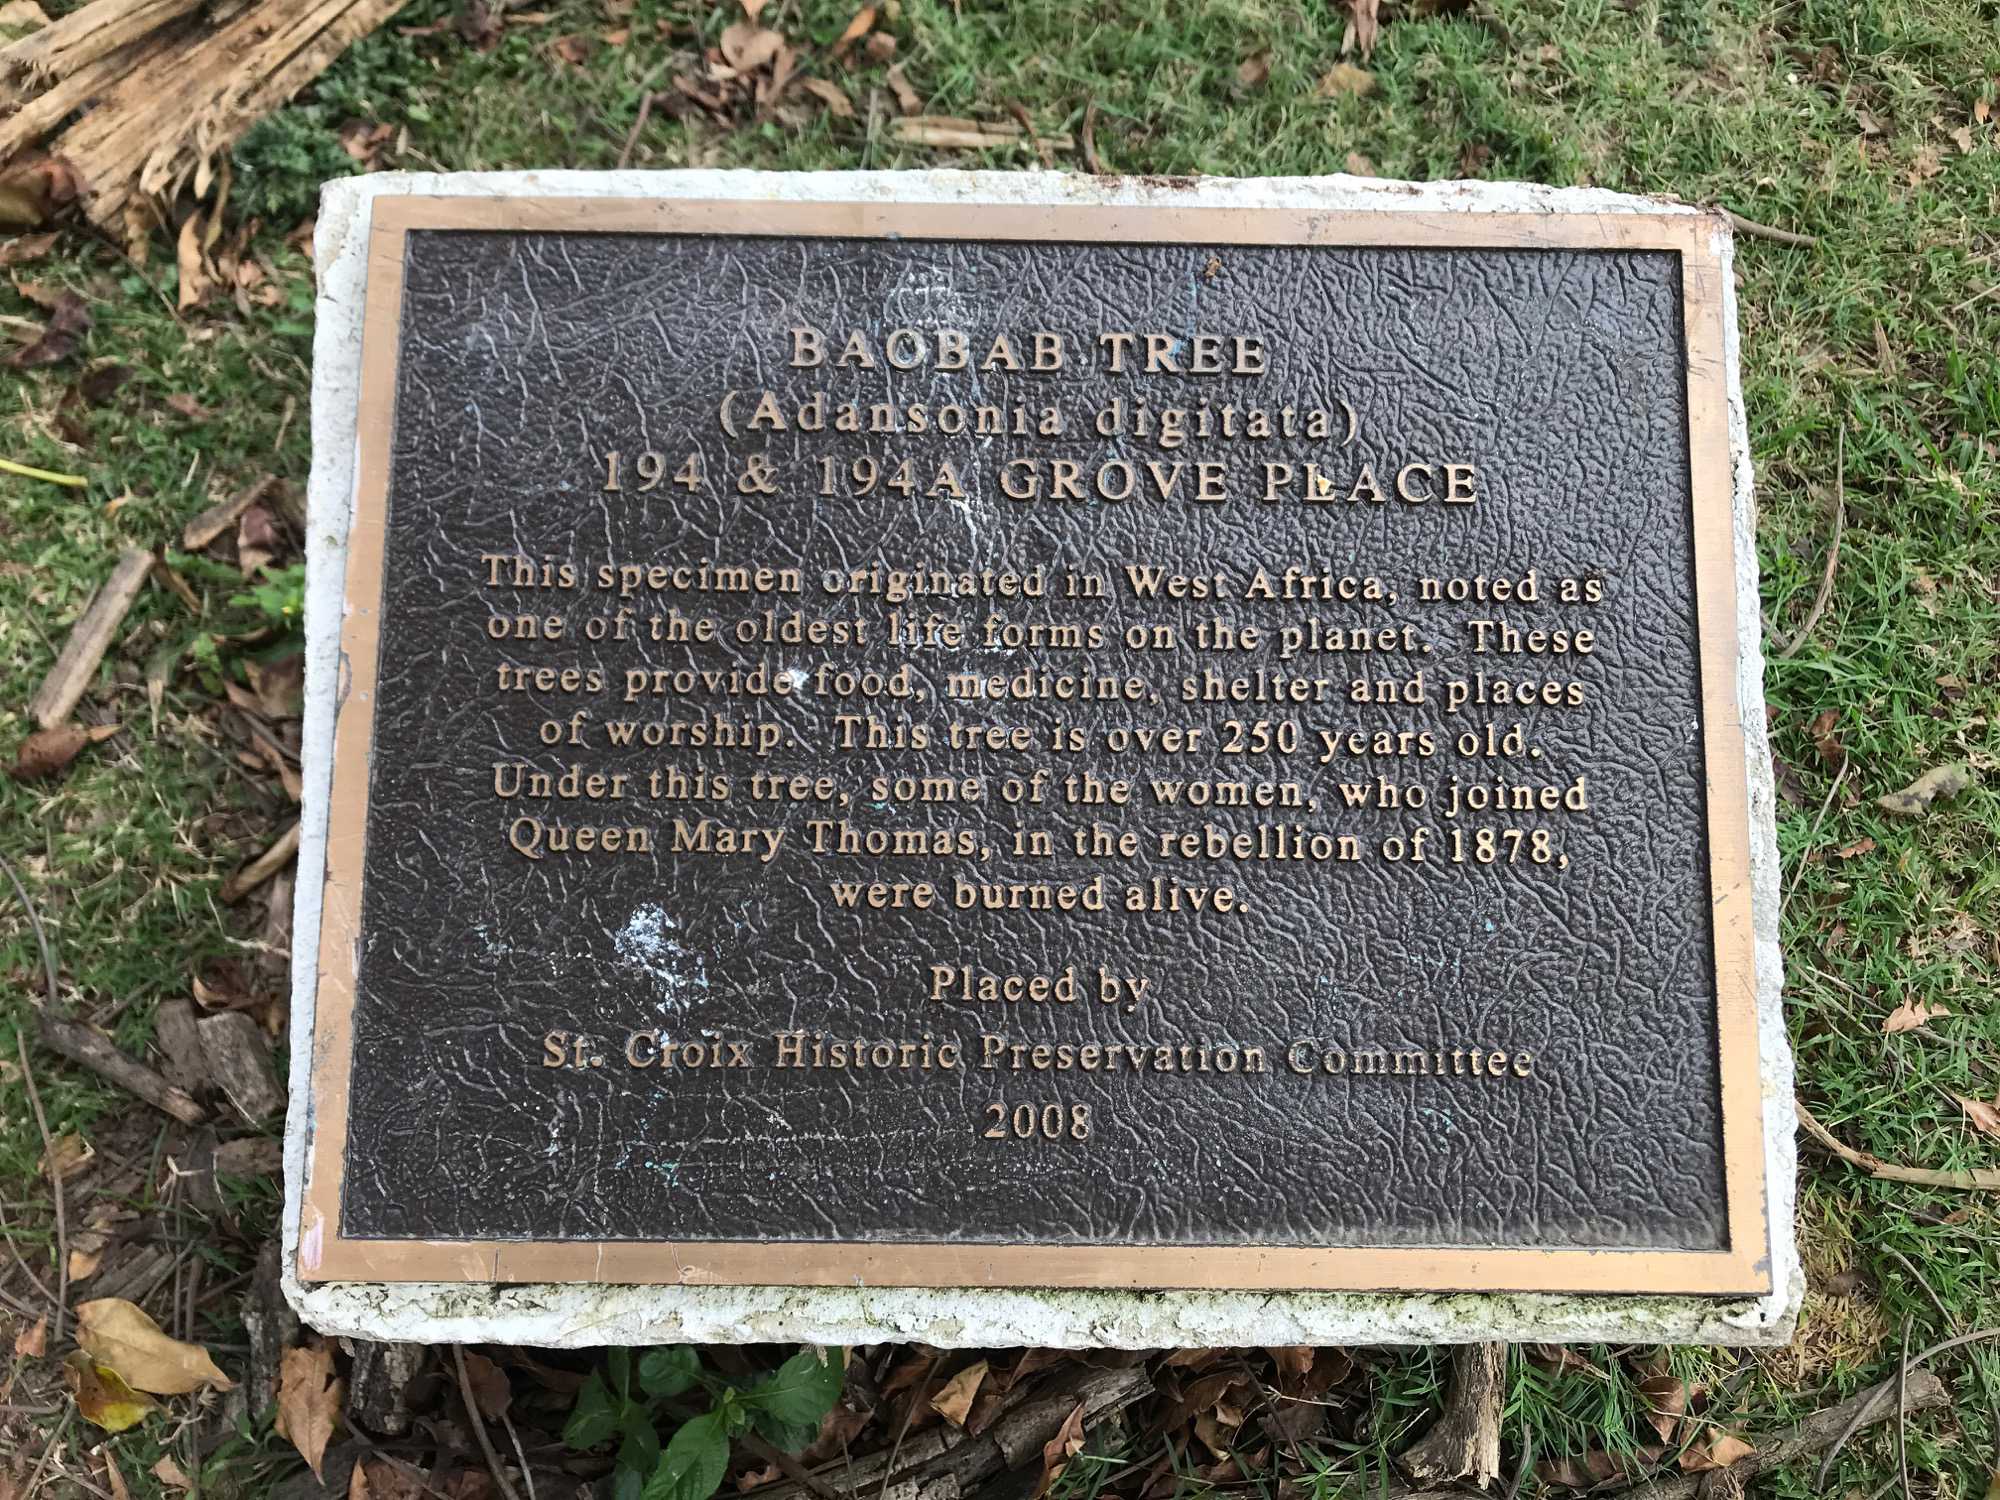 BAOBAB TREE
(Adansonia digitata)
194 & 194A GROVE PLACE
This specimen originated in West Africa, noted as
one of the oldest life forms on the planet. These
trees provide food, medicine, shelter and places
of worship. This tree is over 250 years old.
Under this tree, some of the women, who joined
Queen Mary Thomas, in the rebellion of 1878,
were burned alive.
Placed by
St. Croix Historic Preservation Committee
2008